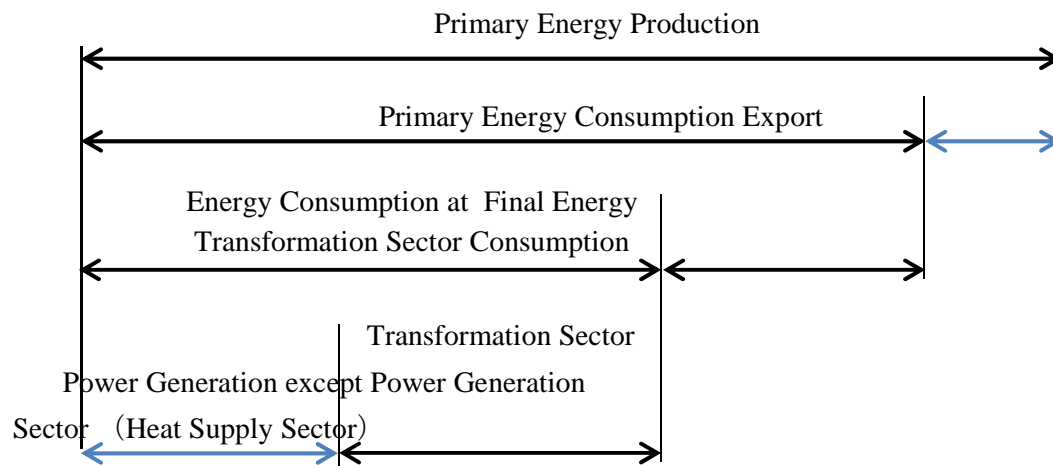 Primary Energy Production
Primary Energy Consumption Export
Energy Consumption at Final Energy
Transformation Sector Consumption
Transformation Sector
Power Generation except Power Generation
Sector （Heat Supply Sector）